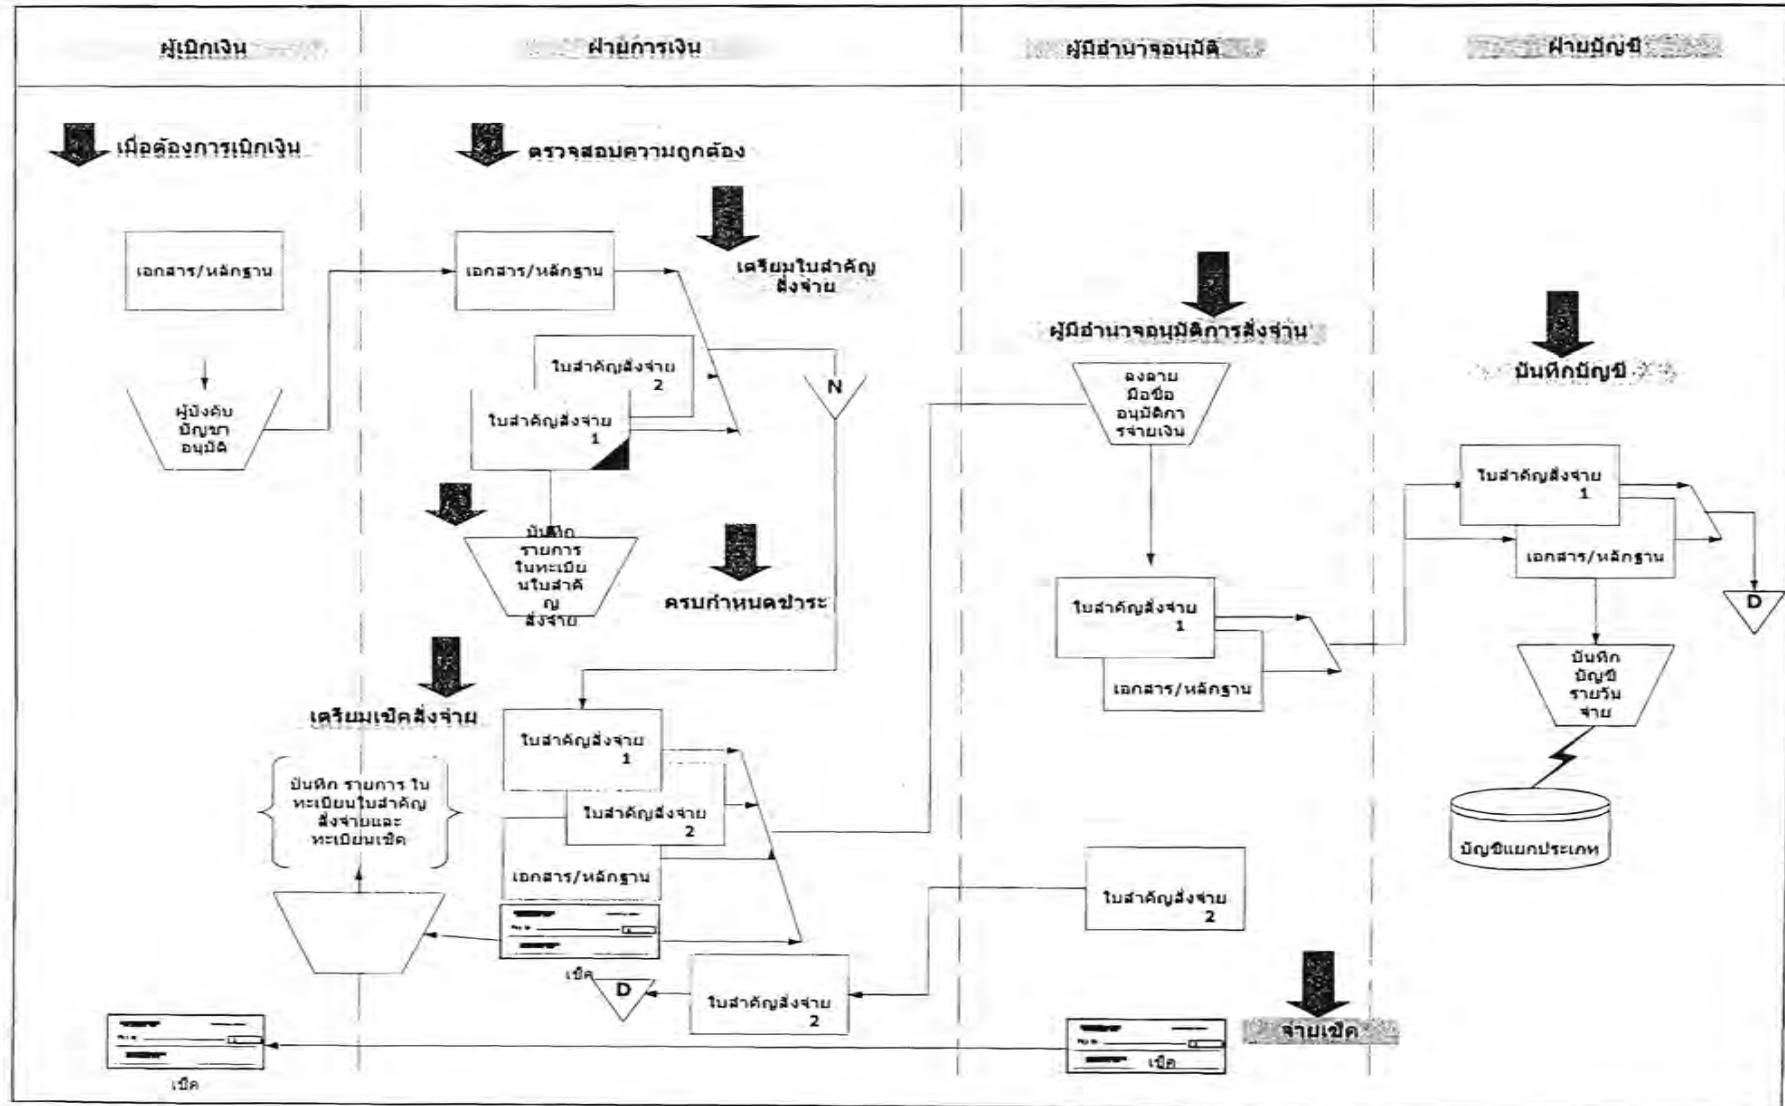 ผู้เบิกเงิน
ฝ่ายการเงิน
ผู้มีอำนาจอนุมัติ
ฝ่ายบัญชี
เมื่อต้องการเบิกเงิน
ตรวจสอบความถูกต้อง
เตรียมใบสำคัญ
สั่งจ่าย
เอกสาร/หลักฐาน
เอกสาร/หลักฐาน
ผู้มีอำนาจอนุมัติการสั่งจ่าน
บันทึกบัญชี
ใบสำคัญสั่งจ่าย
2
N
ใบสำคัญสั่งจ่าย
1
ผู้บังคับ
บัญชา
อนุมัติ
ลงลาย
มือชื่อ
อนุมัติกา
รจ่ายเงิน
ใบสำคัญสั่งจ่าย
1
เอกสาร/หลักฐาน
D
บันทึก
รายการ
ในทะเบีย
นใบสำคั
ญ
สั่งจ่าย
ครบกำหนดชำระ
ใบสำคัญสั่งจ่าย
1
เอกสาร/หลักฐาน
บันทึก
บัญชี
รายวัน
จ่าย
บัญชีแยกประเภท
เตรียมเช็คสั่งจ่าย
ใบสำคัญสั่งจ่าย
1
ใบสำคัญสั่งจ่าย
2
เอกสาร/หลักฐาน
บันทึก รายการ ใน
ทะเบียนใบสำคัญ
สั่งจ่ายและ
ทะเบียนเช็ค
เช็ค
D
ใบสำคัญสั่งจ่าย
2
ใบสำคัญสั่งจ่าย
2
จ่ายเช็ค
เช็ค
เช็ค